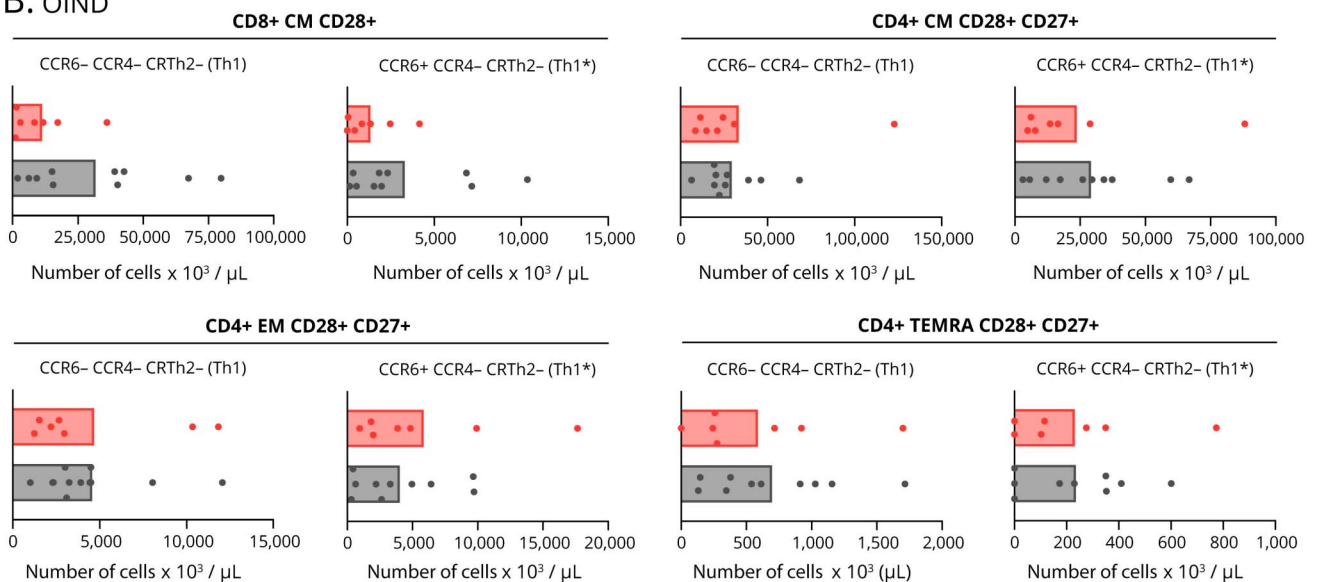 B. OIND
CD8+ CM CD28+
CD4+ CM CD28+ CD27+
CCR6– CCR4– CRTh2– (Th1)
CCR6+ CCR4– CRTh2– (Th1*)
CCR6– CCR4– CRTh2– (Th1)
CCR6+ CCR4– CRTh2– (Th1*)
0 25,000 50,000 75,000 100,000
0 5,000 10,000 15,000
0 50,000 100,000 150,000
0 25,000 50,000 75,000 100,000
Number of cells x 10³ / µL
Number of cells x 10³ / µL
Number of cells x 10³ / µL
Number of cells x 10³ / µL
CD4+ EM CD28+ CD27+
CD4+ TEMRA CD28+ CD27+
CCR6– CCR4– CRTh2– (Th1)
CCR6+ CCR4– CRTh2– (Th1*)
CCR6– CCR4– CRTh2– (Th1)
CCR6+ CCR4– CRTh2– (Th1*)
0 5,000 10,000 15,000
0 5,000 10,000 15,000 20,000
0 500 1,000 1,500 2,000
0 200 400 600 800 1,000
Number of cells x 10³ / µL
Number of cells x 10³ / µL
Number of cells x 10³ (µL)
Number of cells x 10³ / µL